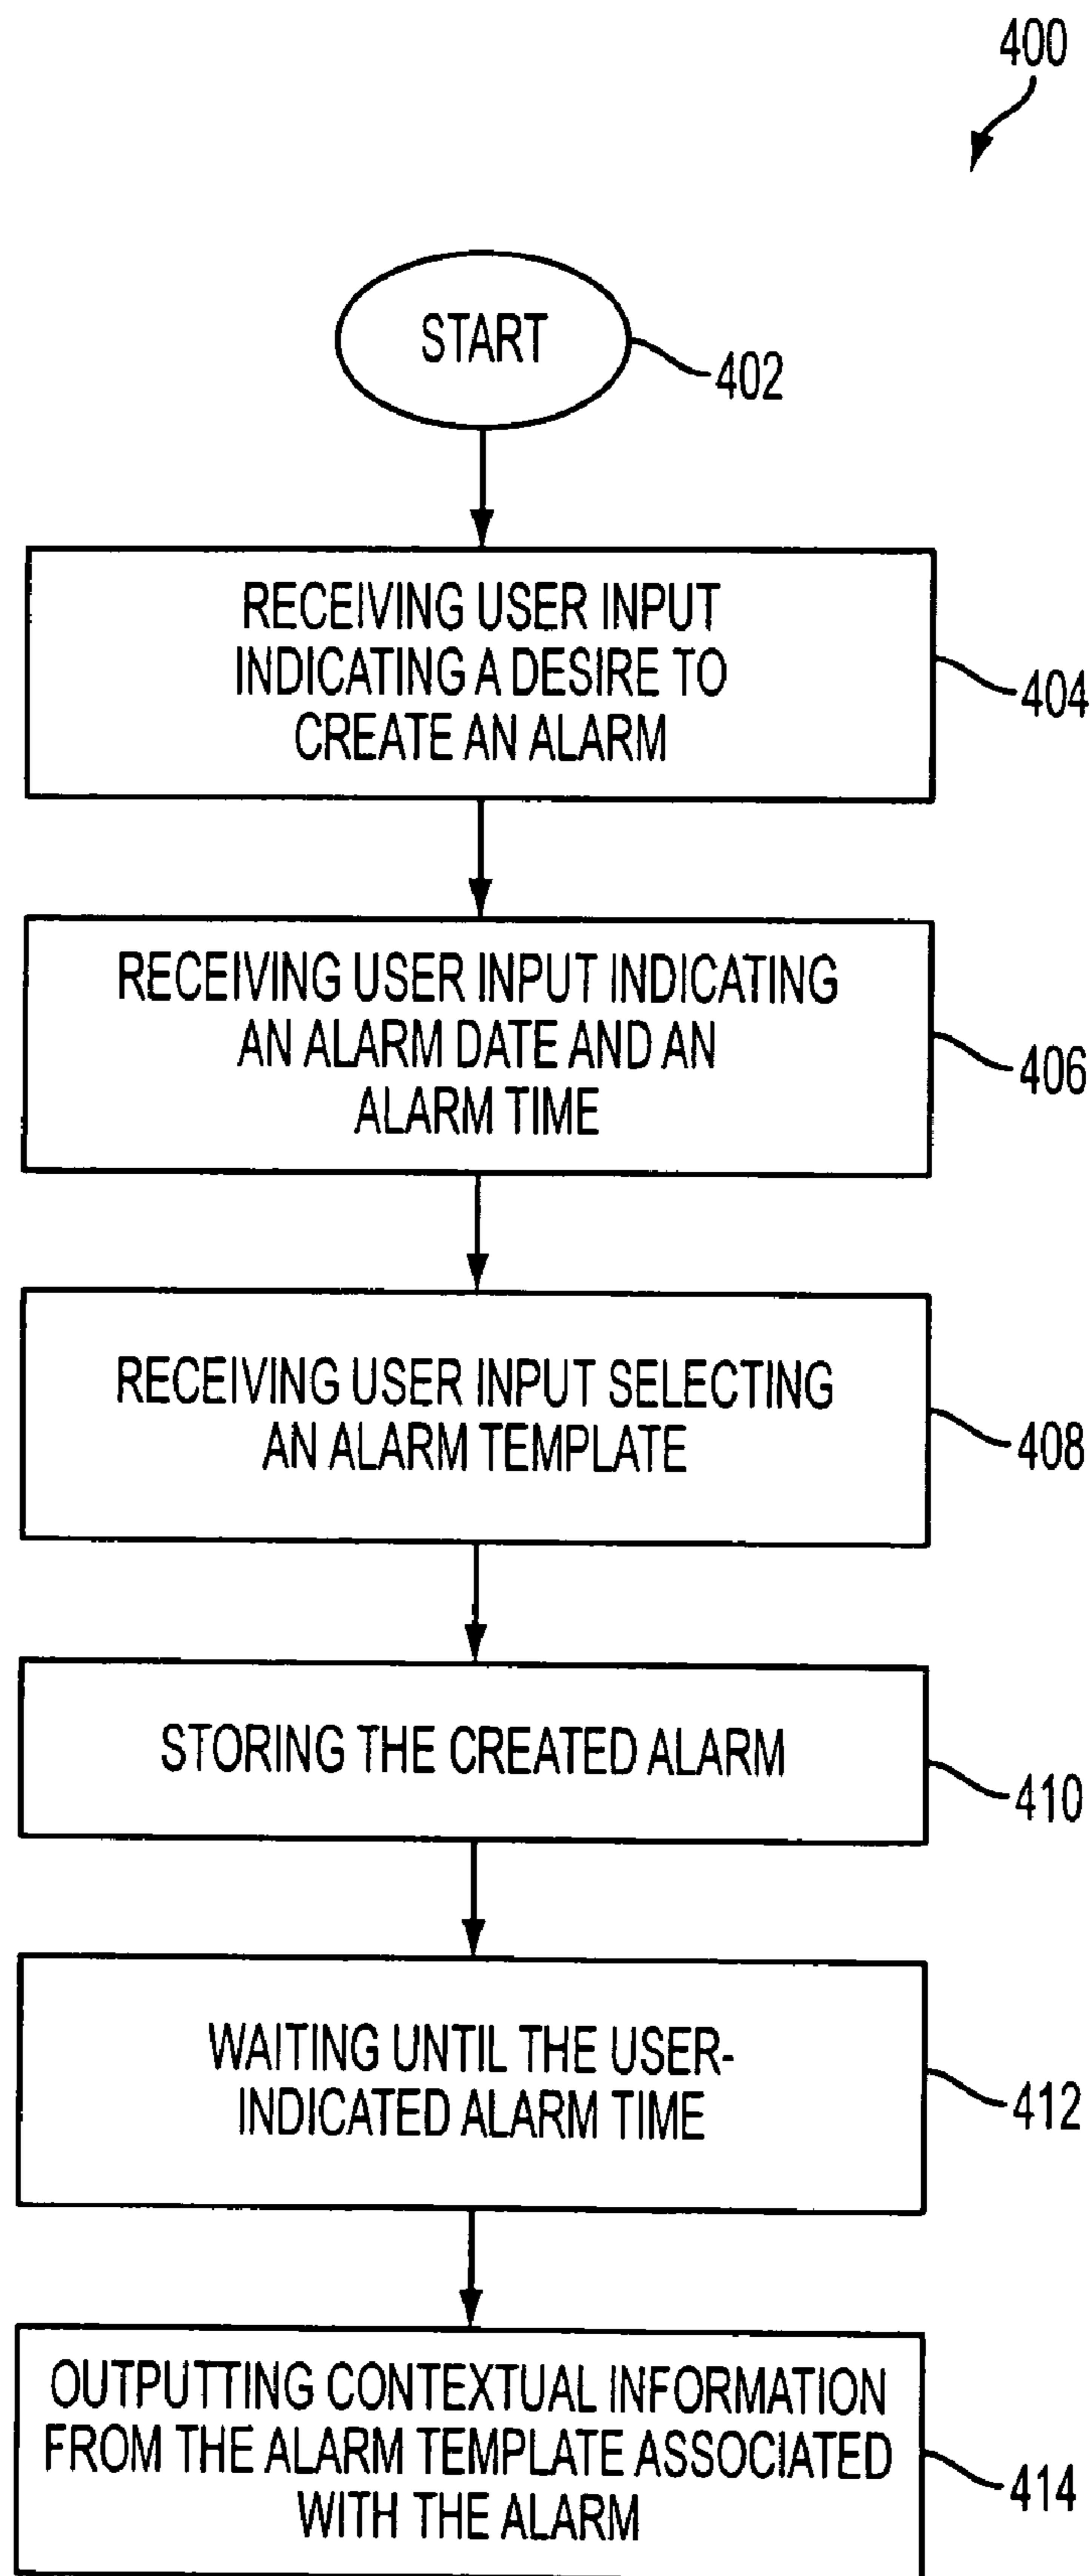 400
START
402
RECEIVING USER INPUT
INDICATING A DESIRE TO
CREATE AN ALARM
404
RECEIVING USER INPUT INDICATING
AN ALARM DATE AND AN
ALARM TIME
406
RECEIVING USER INPUT SELECTING
AN ALARM TEMPLATE
408
STORING THE CREATED ALARM
410
WAITING UNTIL THE USER-
INDICATED ALARM TIME
412
OUTPUTTING CONTEXTUAL INFORMATION
FROM THE ALARM TEMPLATE ASSOCIATED
WITH THE ALARM
414